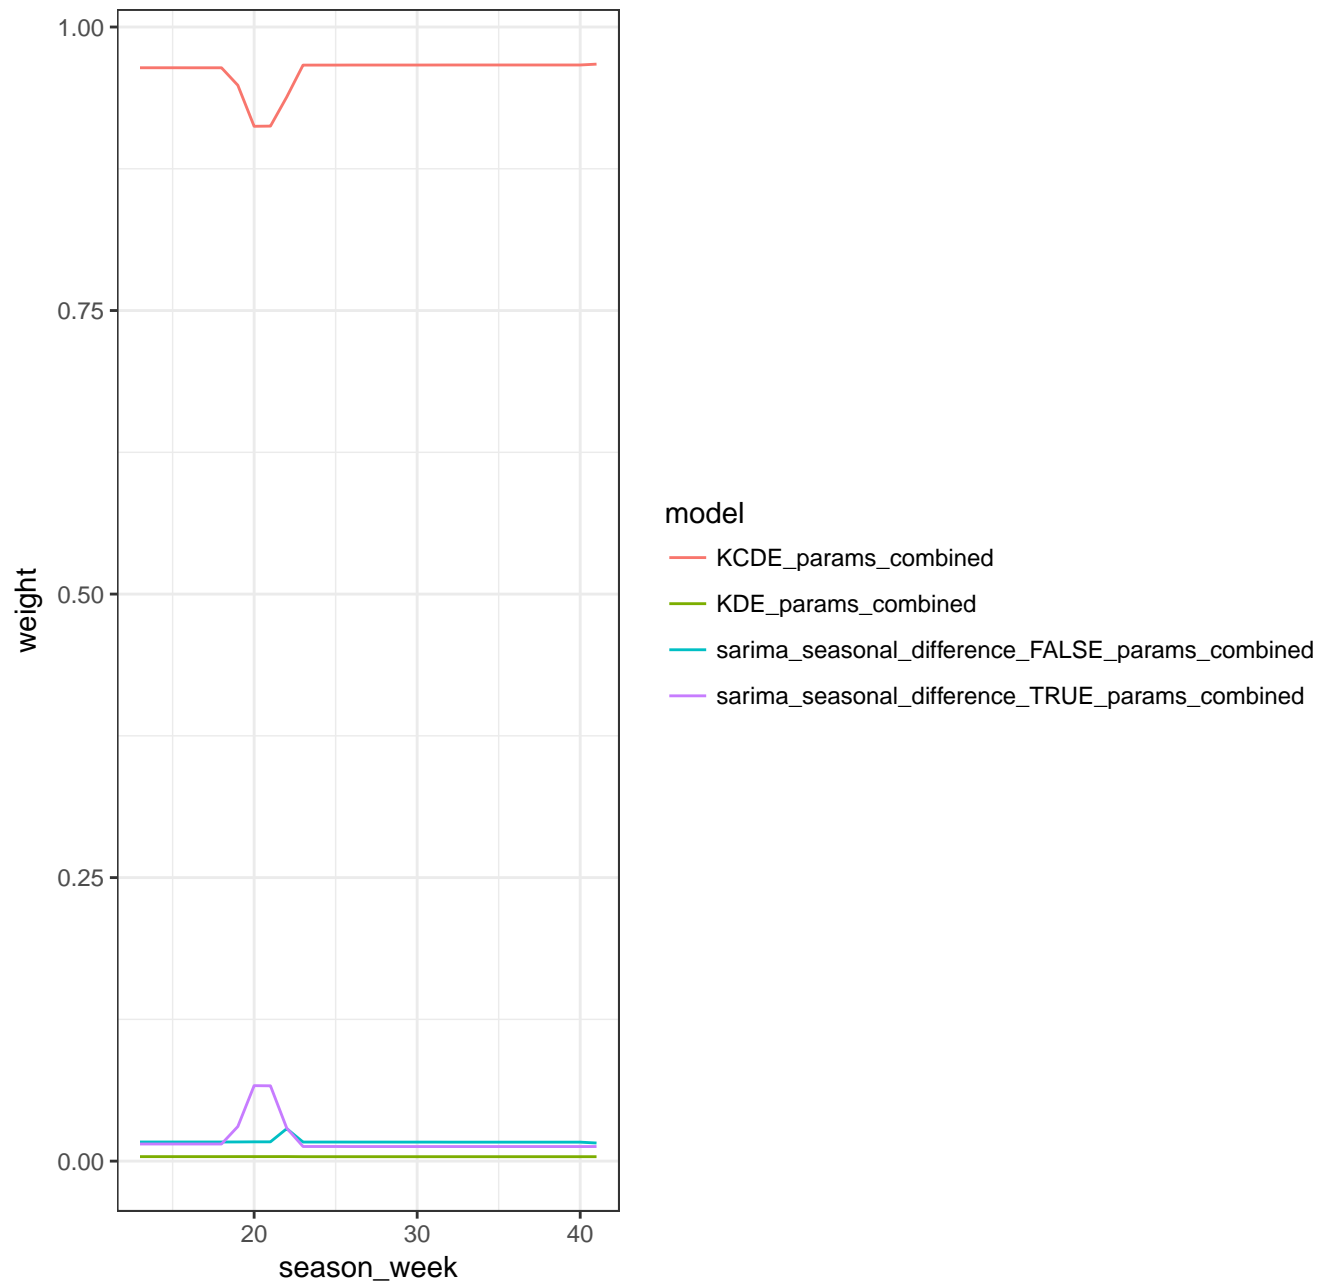 1.00
0.75
0.50
0.25
0.00
weight
20
30
40
season_week
model
KCDE_params_combined
KDE_params_combined
sarima_seasonal_difference_FALSE_params_combined
sarima_seasonal_difference_TRUE_params_combined